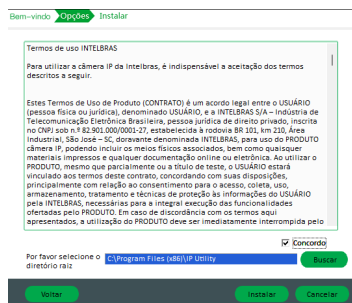 Bem-vindo Opções Instalar
Termos de uso INTELBRAS
Para utilizar a câmera IP da Intelbras, é indispensável a aceitação dos termos
descritos a seguir.
Estes Termos de Uso de Produto (CONTRATO) é um acordo legal entre o USUÁRIO
(pessoa física ou jurídica), denominado USUÁRIO, e a INTELBRAS S/A – Indústria de
Telecomunicação Eletrônica Brasileira, pessoa jurídica de direito privado, inscrita
no CNPJ sob n.º 82.901.000/0001-27, estabelecida à rodovia BR 101, km 210, Área
Industrial, São José – SC, doravante denominada INTELBRAS, para uso do PRODUTO
câmera IP, podendo incluir os meios físicos associados, bem como quaisquer
materiais impressos e qualquer documentação online ou eletrônica. Ao utilizar o
PRODUTO, mesmo que parcialmente ou a título de teste, o USUÁRIO estará
vinculado aos termos deste contrato, concordando com suas disposições,
principalmente com relação ao consentimento para o acesso, coleta, uso,
armazenamento, tratamento e técnicas de proteção às informações do USUÁRIO
pela INTELBRAS, necessárias para a integral execução das funcionalidades
ofertadas pelo PRODUTO. Em caso de discordância com os termos aqui
apresentados, a utilização do PRODUTO deve ser imediatamente interrompida pelo
Concordo
Por favor selecione o
diretório raiz
C:\Program Files (x86)\IP Utility
Buscar
Voltar Instalar Cancelar